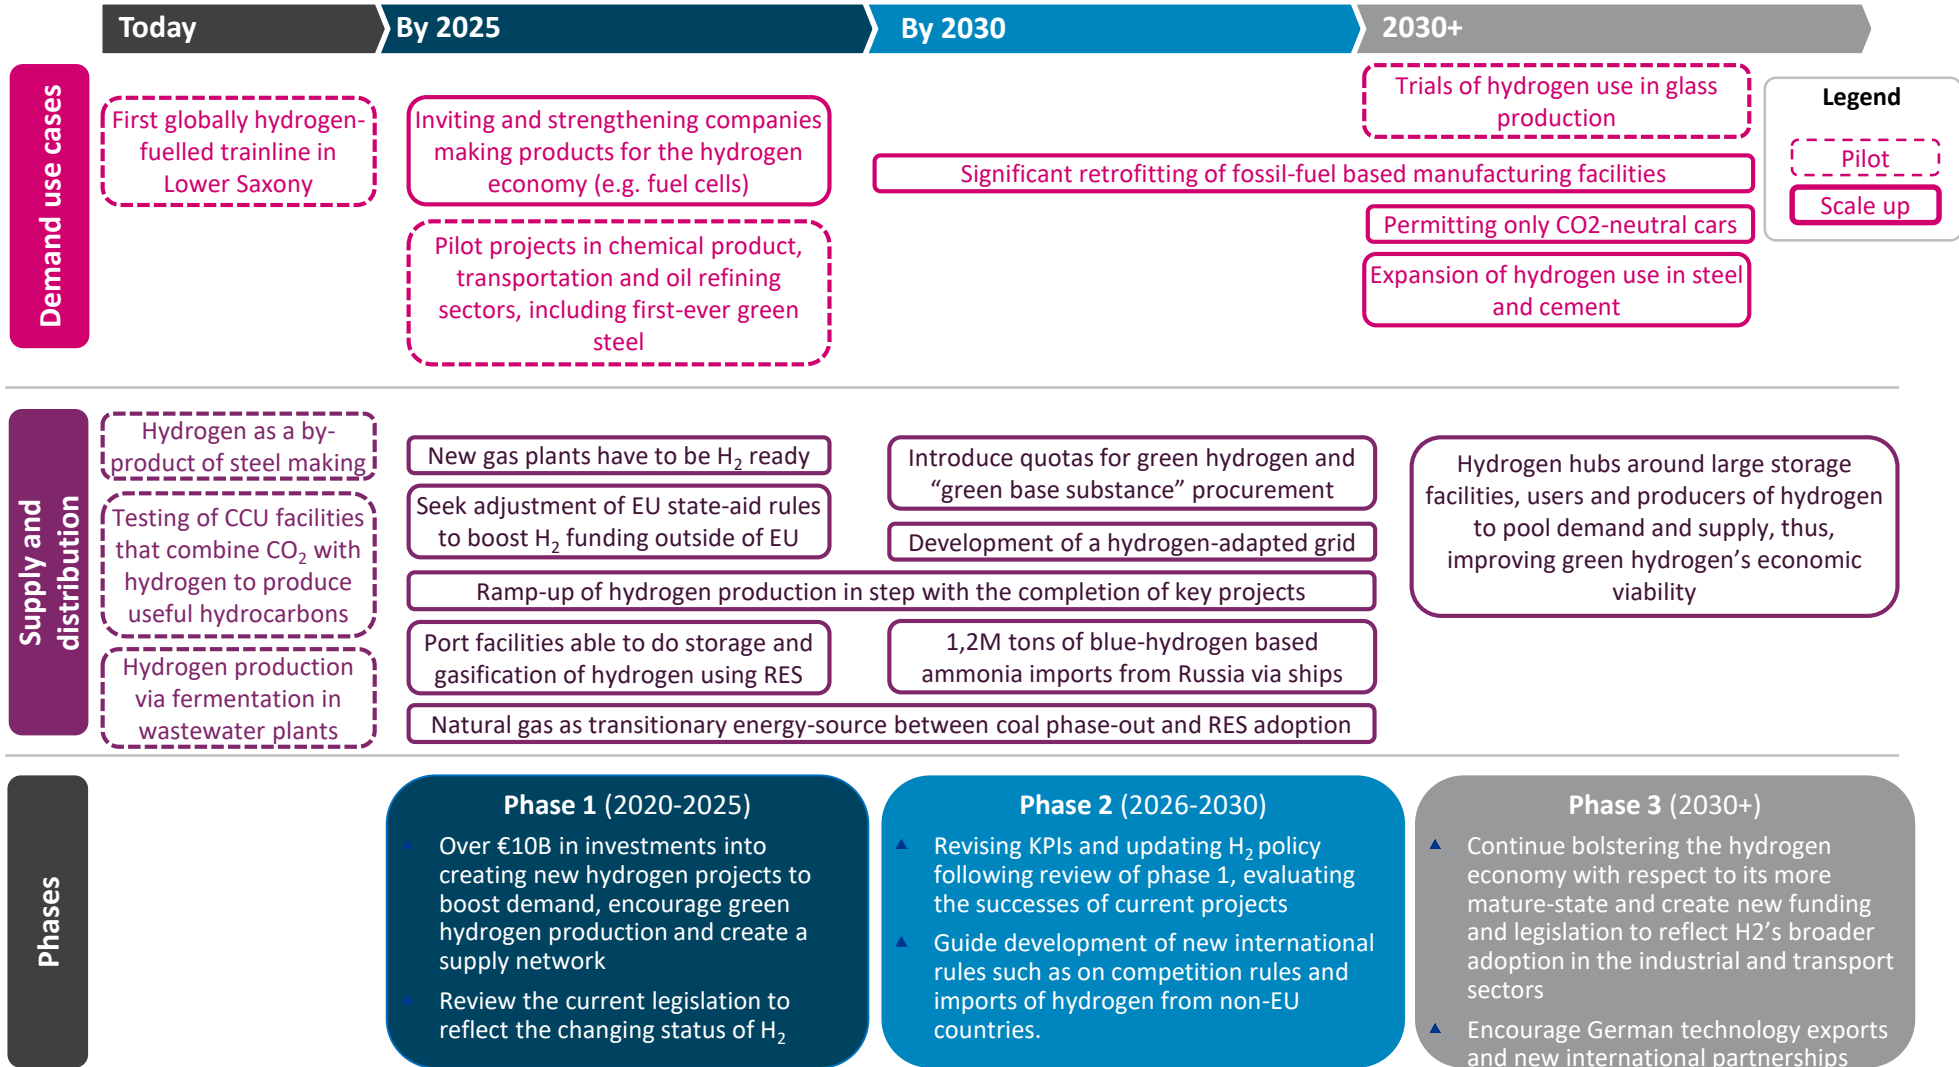 Today
By 2025
By 2030
2030+
Demand use cases
First globally hydrogen-
fuelled trainline in
Lower Saxony
Inviting and strengthening companies
making products for the hydrogen
economy (e.g. fuel cells)
Pilot projects in chemical product,
transportation and oil refining
sectors, including first-ever green
steel
Trials of hydrogen use in glass
production
Significant retrofitting of fossil-fuel based manufacturing facilities
Permitting only CO2-neutral cars
Expansion of hydrogen use in steel
and cement
Legend
Pilot
Scale up
Supply and
distribution
Hydrogen as a by-
product of steel making
Testing of CCU facilities
that combine CO₂ with
hydrogen to produce
useful hydrocarbons
Hydrogen production
via fermentation in
wastewater plants
New gas plants have to be H₂ ready
Seek adjustment of EU state-aid rules
to boost H₂ funding outside of EU
Introduce quotas for green hydrogen and
“green base substance” procurement
Development of a hydrogen-adapted grid
Ramp-up of hydrogen production in step with the completion of key projects
Port facilities able to do storage and
gasification of hydrogen using RES
1,2M tons of blue-hydrogen based
ammonia imports from Russia via ships
Natural gas as transitionary energy-source between coal phase-out and RES adoption
Hydrogen hubs around large storage
facilities, users and producers of hydrogen
to pool demand and supply, thus,
improving green hydrogen’s economic
viability
Phases
Phase 1 (2020-2025)
Over €10B in investments into
creating new hydrogen projects to
boost demand, encourage green
hydrogen production and create a
supply network
Review the current legislation to
reflect the changing status of H₂
Phase 2 (2026-2030)
Revising KPIs and updating H₂ policy
following review of phase 1, evaluating
the successes of current projects
Guide development of new international
rules such as on competition rules and
imports of hydrogen from non-EU
countries.
Phase 3 (2030+)
Continue bolstering the hydrogen
economy with respect to its more
mature-state and create new funding
and legislation to reflect H2’s broader
adoption in the industrial and transport
sectors
Encourage German technology exports
and new international partnerships